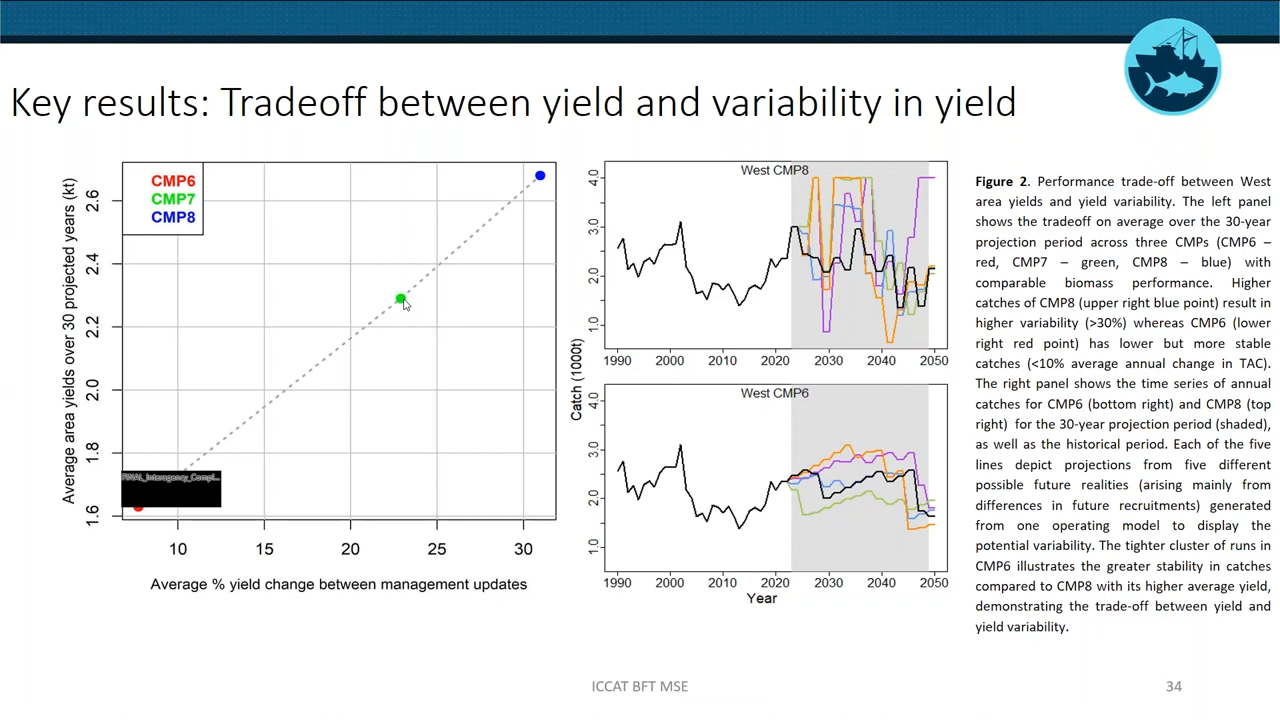 Key results: Tradeoff between yield and variability in yield
CMP6
CMP7
CMP8
Average area yields over 30 projected years (kt)
2.6
2.4
2.2
2.0
1.8
1.6
10 15 20 25 30
Average % yield change between management updates
West CMP8
4.0
3.0
2.0
1.0
1990 2000 2010 2020 2030 2040 2050
Catch (1000t)
West CMP6
4.0
3.0
2.0
1.0
1990 2000 2010 2020 2030 2040 2050
Year
Figure 2. Performance trade-off between West
area yields and yield variability. The left panel
shows the tradeoff on average over the 30-year
projection period across three CMPs (CMP6 –
red, CMP7 – green, CMP8 – blue) with
comparable biomass performance. Higher
catches of CMP8 (upper right blue point) result in
higher variability (>30%) whereas CMP6 (lower
right red point) has lower but more stable
catches (<10% average annual change in TAC).
The right panel shows the time series of annual
catches for CMP6 (bottom right) and CMP8 (top
right) for the 30-year projection period (shaded),
as well as the historical period. Each of the five
lines depict projections from five different
possible future realities (arising mainly from
differences in future recruitments) generated
from one operating model to display the
potential variability. The tighter cluster of runs in
CMP6 illustrates the greater stability in catches
compared to CMP8 with its higher average yield,
demonstrating the trade-off between yield and
yield variability.
ICCAT BFT MSE
34